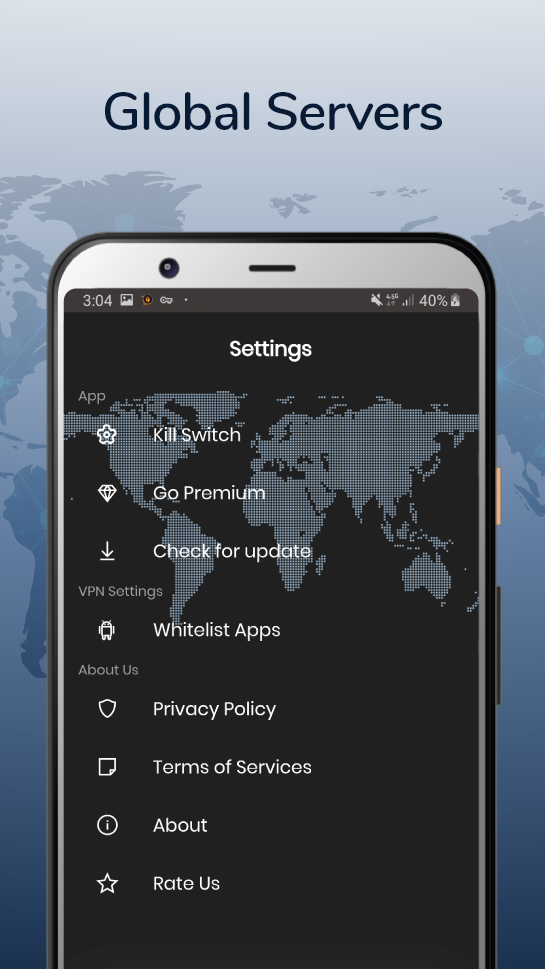 Global Servers
3:04
40%
Settings
App
Kill Switch
Go Premium
Check for update
VPN Settings
Whitelist Apps
About Us
Privacy Policy
Terms of Services
About
Rate Us